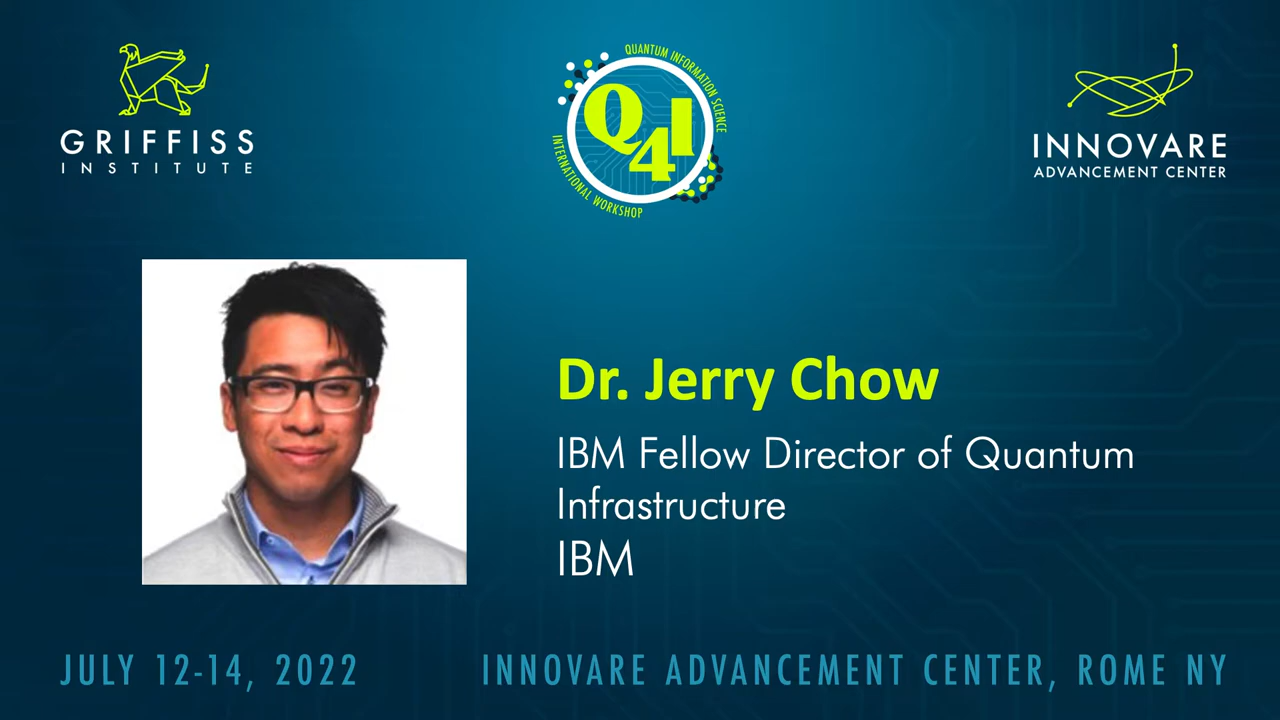 GRIFFISS
INSTITUTE
QUANTUM INFORMATION SCIENCE
Q4I
INTERNATIONAL WORKSHOP
INNOVARE
ADVANCEMENT CENTER
Dr. Jerry Chow
IBM Fellow Director of Quantum
Infrastructure
IBM
JULY 12-14, 2022
INNOVARE ADVANCEMENT CENTER, ROME NY